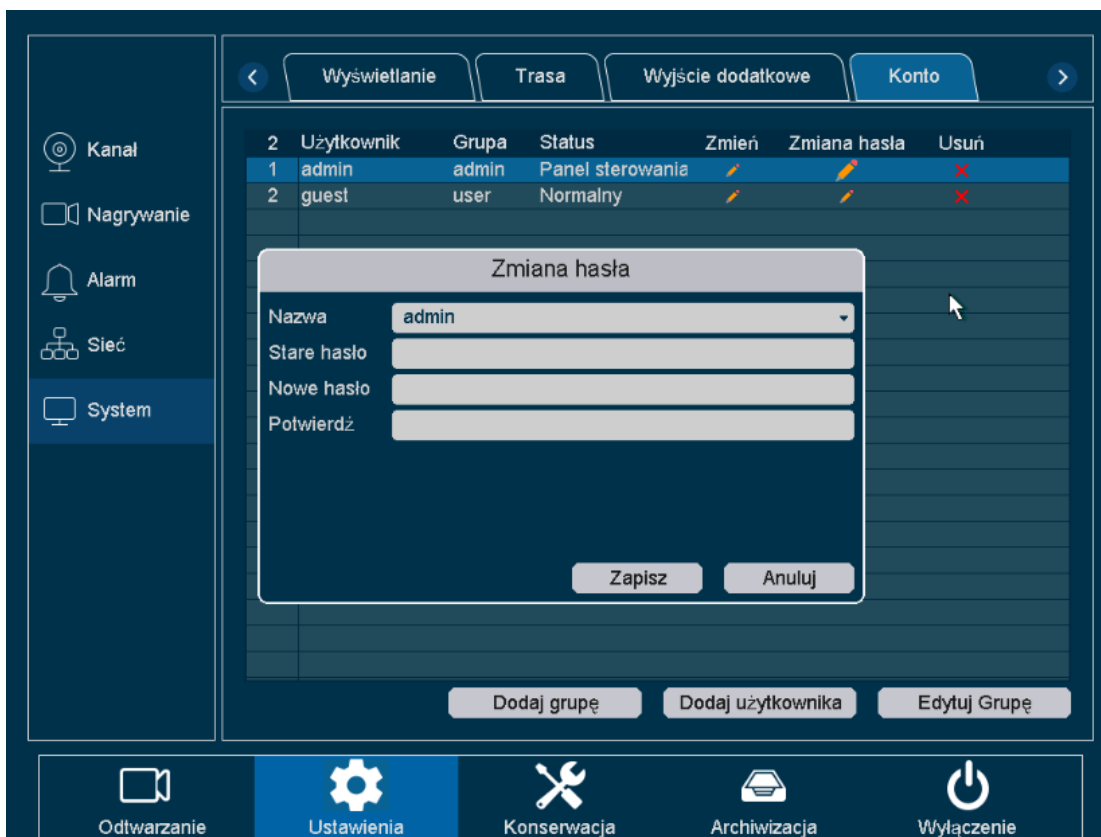 Wyświetlanie Trasa Wyjście dodatkowe Konto
Kanał
Nagrywanie
Alarm
Sieć
System
2 Użytkownik Grupa Status Zmień Zmiana hasła Usuń
1 admin admin Panel sterowania
2 guest user Normalny
Zmiana hasła
Nazwa admin
Stare hasło
Nowe hasło
Potwierdź
Zapisz Anuluj
Dodaj grupę Dodaj użytkownika Edytuj Grupę
Odtwarzanie Ustawienia Konserwacja Archiwizacja Wyłączenie